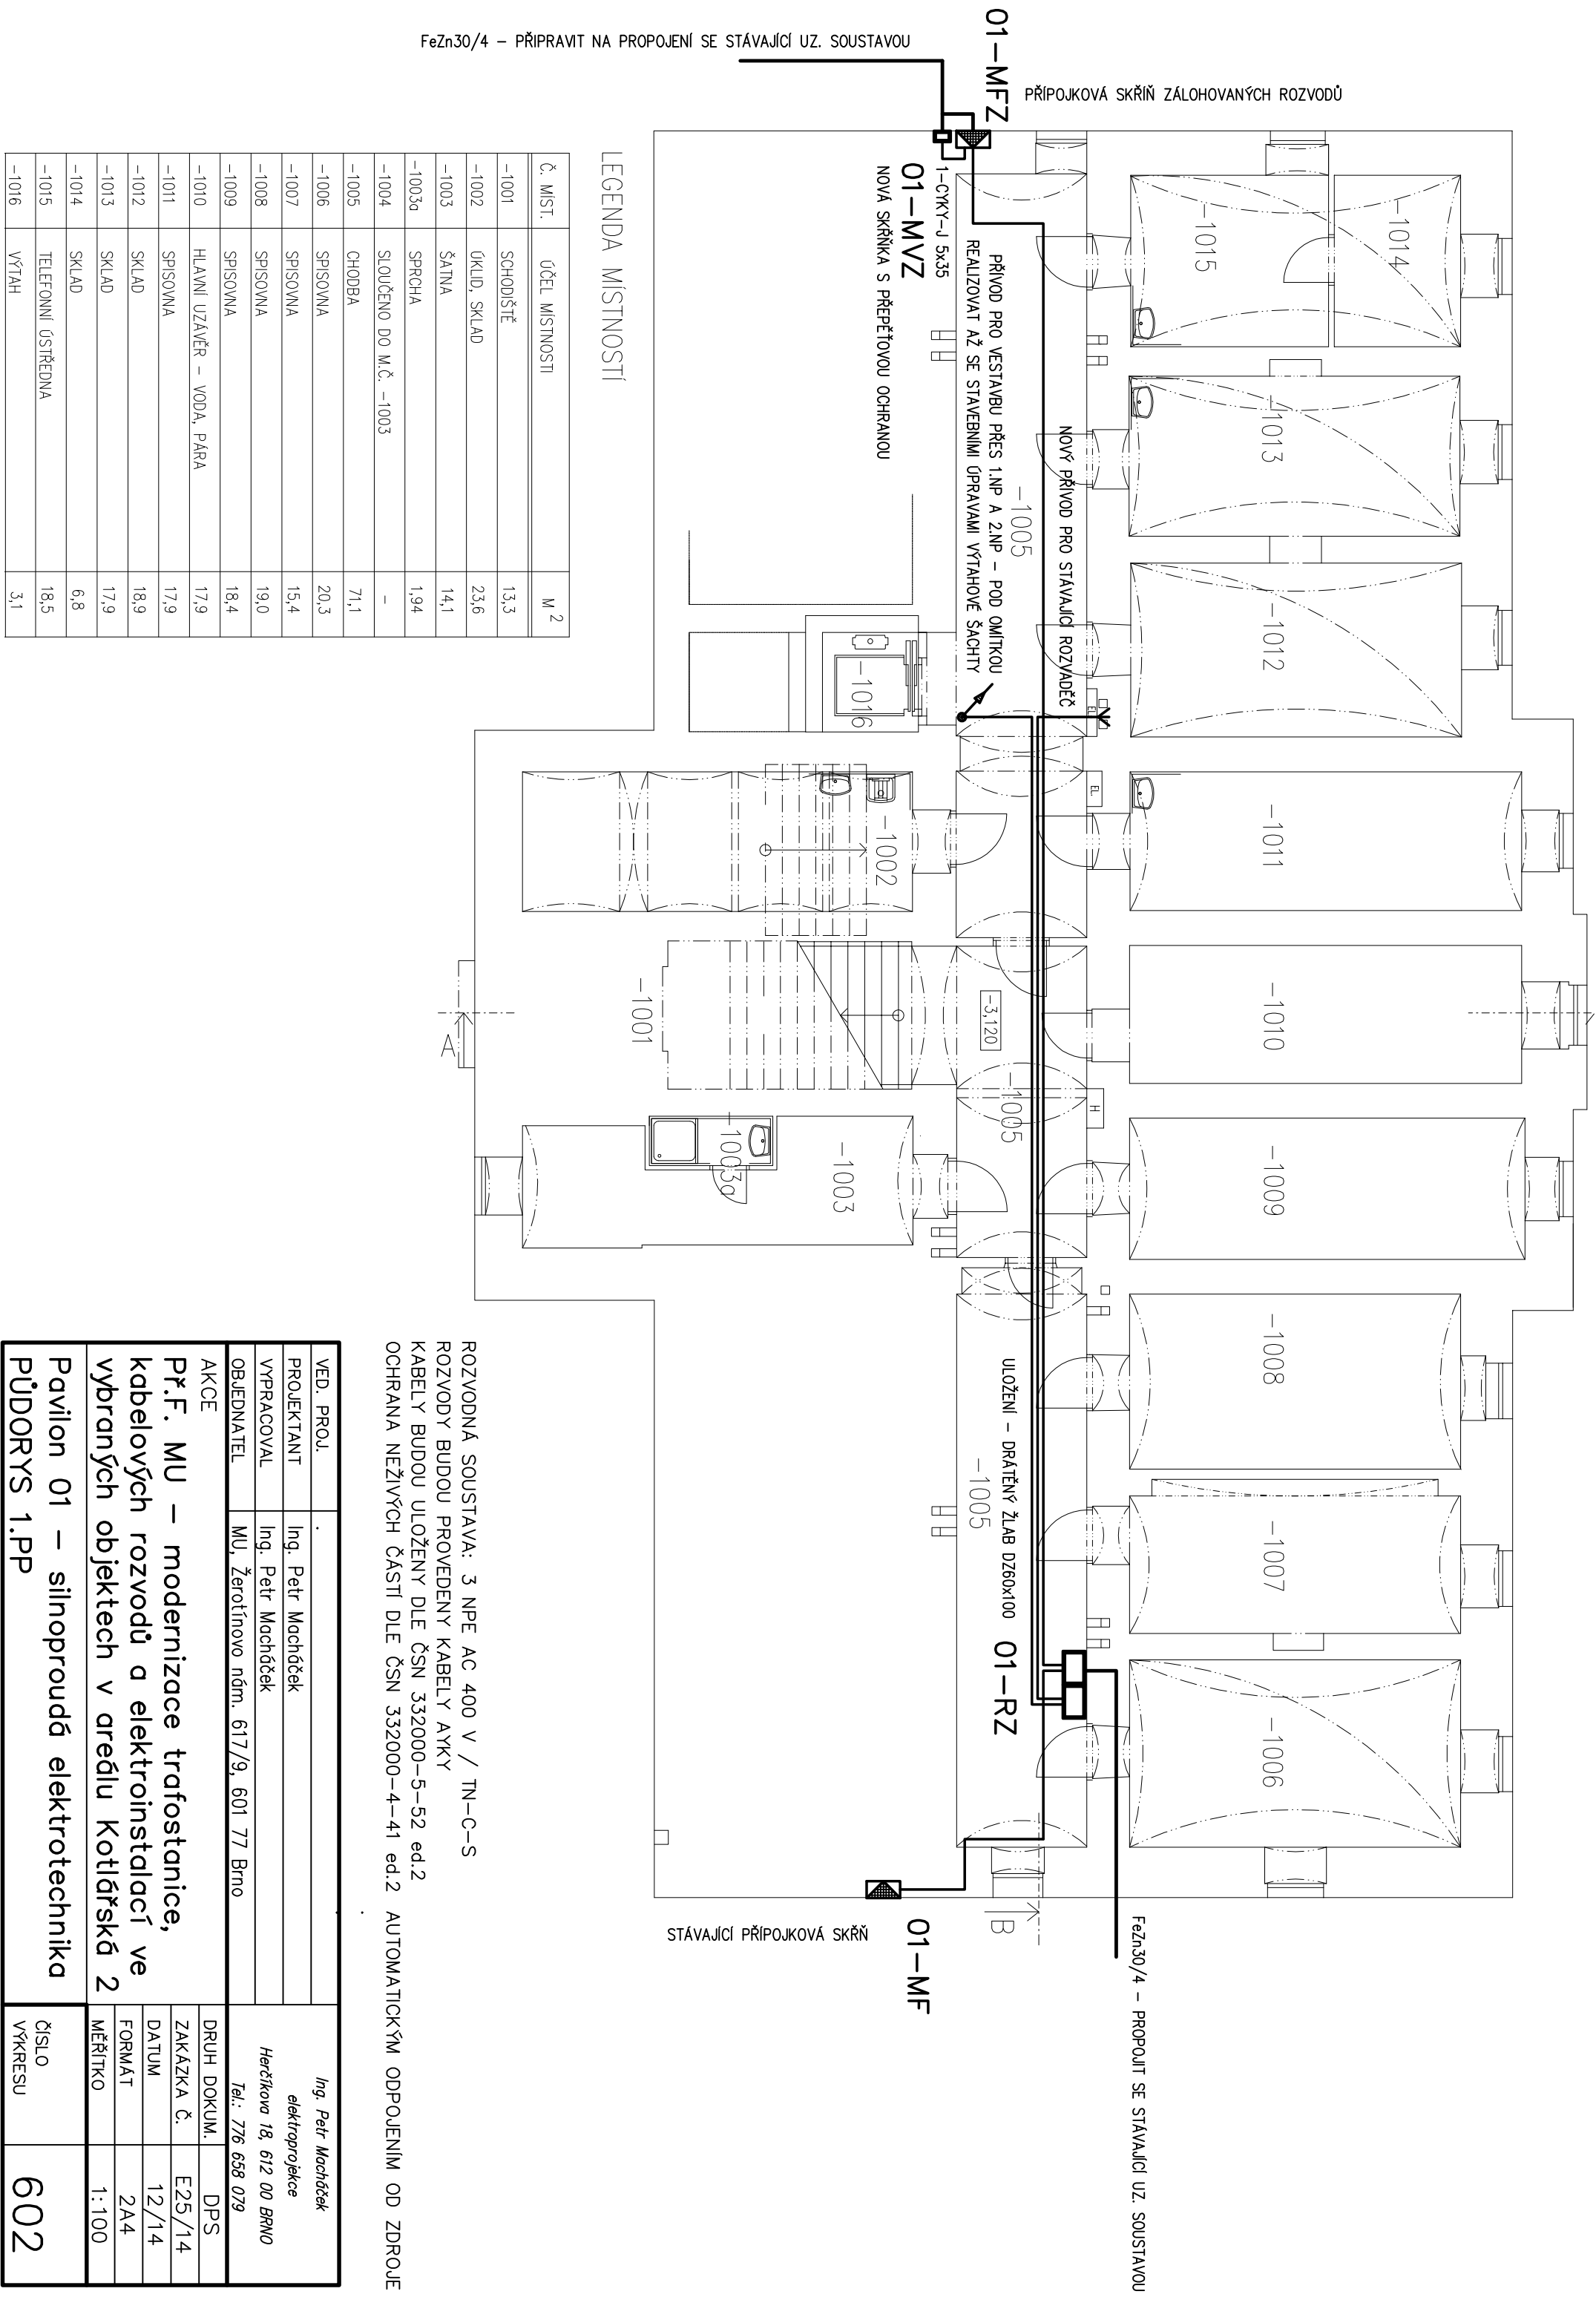 FeZn30/4 – PŘIPRAVIT NA PROPOJENÍ SE STÁVAJÍCÍ UZ. SOUSTAVOU
01–MFZ
PŘÍPOJKOVÁ SKŘÍŇ ZÁLOHOVANÝCH ROZVODŮ
1–CYKY–J 5x35
01–MVZ
NOVÁ SKŘÍŇKA S PŘEPĚŤOVOU OCHRANOU
PŘÍVOD PRO VESTAVBU PŘES 1.NP A 2.NP – POD OMÍTKOU
REALIZOVAT AŽ SE STAVEBNÍMI ÚPRAVAMI VÝTAHOVÉ ŠACHTY
NOVÝ PŘÍVOD PRO STÁVAJÍCÍ ROZVADĚČ
–1014
–1015
–1013
–1012
–1011
–1010
–1009
–1008
–1007
–1006
–1005
–1005
–1005
–1016
–1002
–1001
–1003
–1003a
–3,120
EL.
H
A
B
ULOŽENÍ – DRÁTĚNÝ ŽLAB DZ60x100
01–RZ
01–MF
STÁVAJÍCÍ PŘÍPOJKOVÁ SKŘÍŇ
FeZn30/4 – PROPOJIT SE STÁVAJÍCÍ UZ. SOUSTAVOU
LEGENDA MÍSTNOSTÍ
Č. MÍST. ÚČEL MÍSTNOSTI M 2
–1001 SCHODIŠTĚ 13,3
–1002 ÚKLID, SKLAD 23,6
–1003 ŠATNA 14,1
–1003a SPRCHA 1,94
–1004 SLOUČENO DO M.Č. –1003 –
–1005 CHODBA 71,1
–1006 SPISOVNA 20,3
–1007 SPISOVNA 15,4
–1008 SPISOVNA 19,0
–1009 SPISOVNA 18,4
–1010 HLAVNÍ UZÁVĚR – VODA, PÁRA 17,9
–1011 SPISOVNA 17,9
–1012 SKLAD 18,9
–1013 SKLAD 17,9
–1014 SKLAD 6,8
–1015 TELEFONNÍ ÚSTŘEDNA 18,5
–1016 VÝTAH 3,1
ROZVODNÁ SOUSTAVA: 3 NPE AC 400 V / TN–C–S
ROZVODY BUDOU PROVEDENY KABELY AYKY
KABELY BUDOU ULOŽENY DLE ČSN 332000–5–52 ed.2
OCHRANA NEŽIVÝCH ČÁSTÍ DLE ČSN 332000–4–41 ed.2 AUTOMATICKÝM ODPOJENÍM OD ZDROJE
VED. PROJ. .
PROJEKTANT Ing. Petr Macháček
VYPRACOVAL Ing. Petr Macháček
OBJEDNATEL MU, Žerotínovo nám. 617/9, 601 77 Brno
Ing. Petr Macháček
elektroprojekce
Herčíkova 18, 612 00 BRNO
Tel.: 776 658 079
AKCE
Př.F. MU – modernizace trafostanice,
kabelových rozvodů a elektroinstalací ve
vybraných objektech v areálu Kotlářská 2
DRUH DOKUM. DPS
ZAKÁZKA Č. E25/14
DATUM 12/14
FORMÁT 2A4
MĚŘÍTKO 1:100
Pavilon 01 – silnoproudá elektrotechnika
PŮDORYS 1.PP
ČÍSLO
VÝKRESU
602